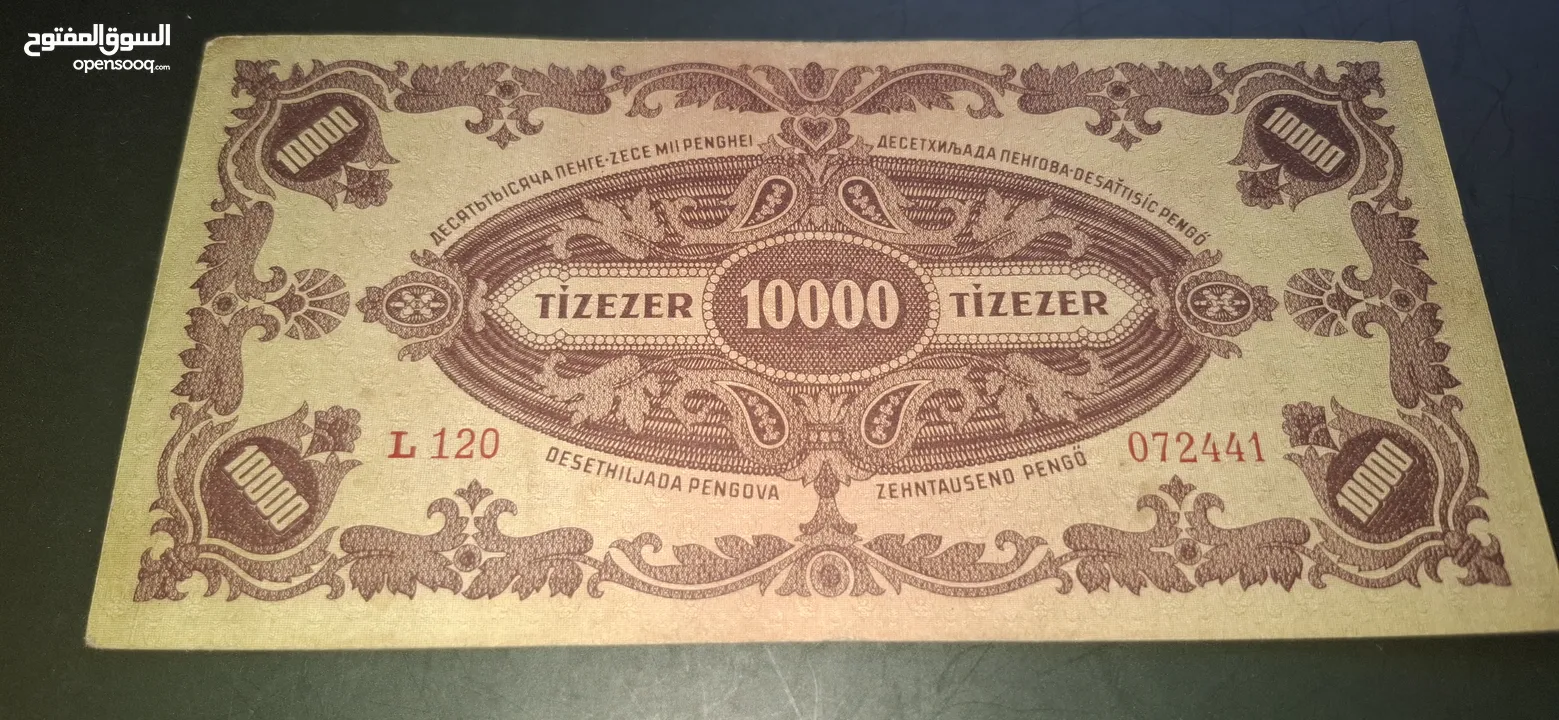 السوق المفتوح
opensooq.com
10000
10000
ДЕСЯТЬТЫСЯЧА ПЕНГЕ-ZECE MII PENGHEI
ДЕСЕТХИЉАДА ПЕНГОВА-DESAŤTISÍC PENGŐ
TÍZEZER 10000 TÍZEZER
L 120
072441
DESETHILJADA PENGOVA
ZEHNTAUSEND PENGŐ
10000
10000